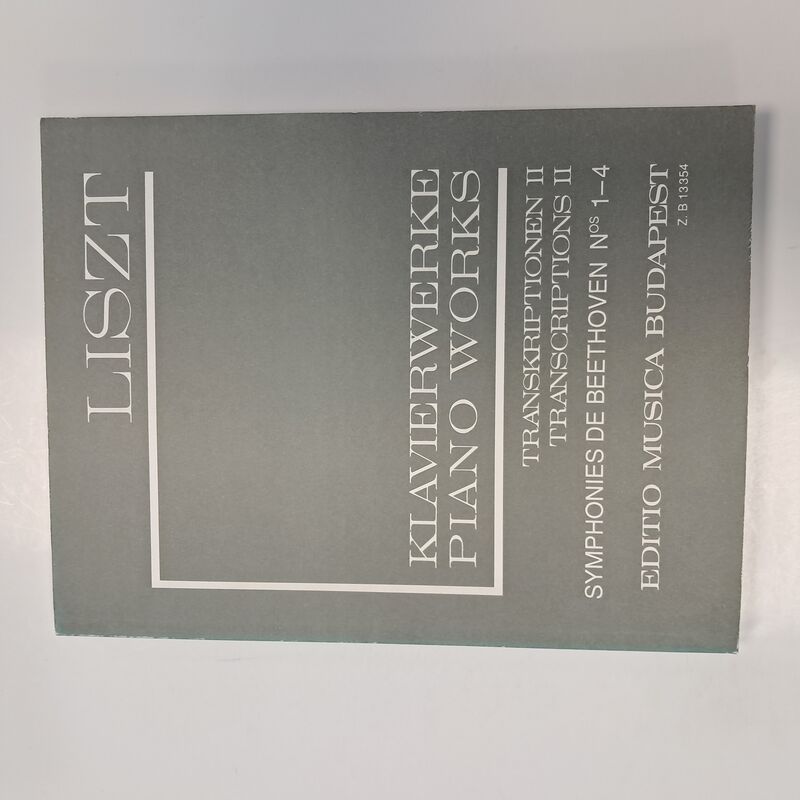 LISZT
KLAVIERWERKE
PIANO WORKS
TRANSKRIPTIONEN II
TRANSCRIPTIONS II
SYMPHONIES DE BEETHOVEN NOS 1–4
EDITIO MUSICA BUDAPEST
Z. B 13354